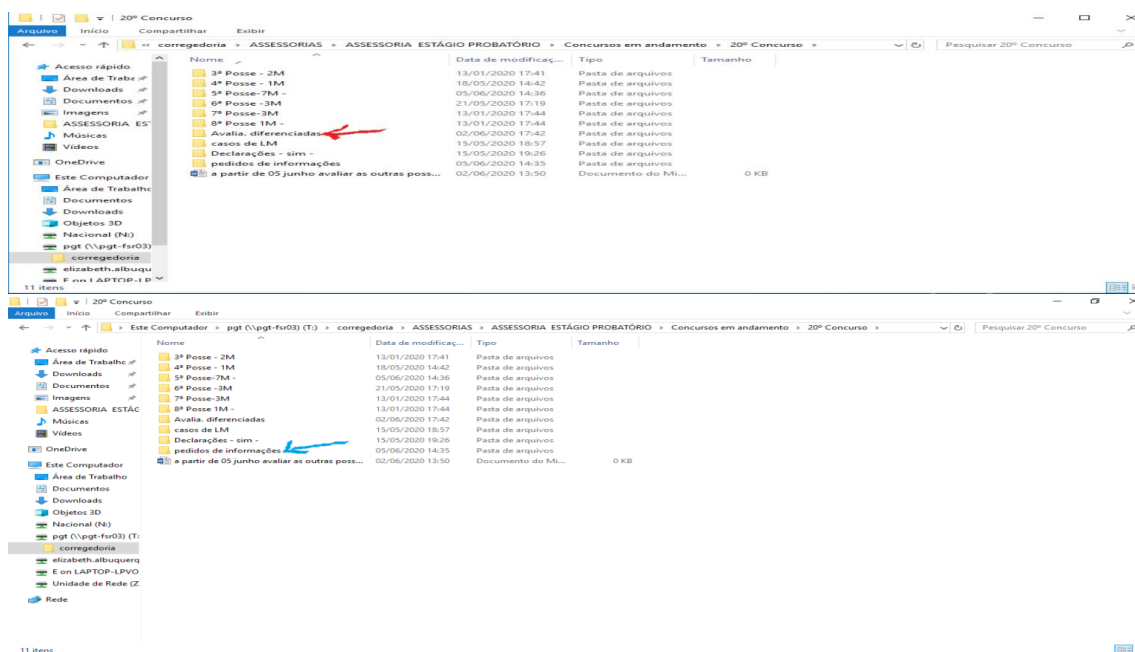 20º Concurso
Arquivo Início Compartilhar Exibir
« corregedoria > ASSESSORIAS > ASSESSORIA ESTÁGIO PROBATÓRIO > Concursos em andamento > 20º Concurso > Pesquisar 20º Concurso
Nome Data de modificaç... Tipo Tamanho
Acesso rápido
Área de Traba
Downloads
Documentos
Imagens
ASSESSORIA ES
Músicas
Vídeos
OneDrive
Este Computador
Área de Trabalho
Documentos
Downloads
Objetos 3D
Nacional (N:)
pgt (\\pgt-fsr03)
corregedoria
elizabeth.albuqu
E on LAPTOP-LP
3ª Posse - 2M 13/01/2020 17:41 Pasta de arquivos
4ª Posse - 1M 18/05/2020 14:42 Pasta de arquivos
5ª Posse-7M - 05/06/2020 14:36 Pasta de arquivos
6ª Posse -3M 21/05/2020 17:19 Pasta de arquivos
7ª Posse-3M 13/01/2020 17:44 Pasta de arquivos
8ª Posse 1M - 13/01/2020 17:44 Pasta de arquivos
Avalia. diferenciadas 02/06/2020 17:42 Pasta de arquivos
casos de LM 15/05/2020 18:57 Pasta de arquivos
Declarações - sim - 15/05/2020 19:26 Pasta de arquivos
pedidos de informações 05/06/2020 14:35 Pasta de arquivos
a partir de 05 junho avaliar as outras poss... 02/06/2020 13:50 Documento do Mi... 0 KB
11 itens
20º Concurso
Arquivo Início Compartilhar Exibir
> Este Computador > pgt (\\pgt-fsr03) (T:) > corregedoria > ASSESSORIAS > ASSESSORIA ESTÁGIO PROBATÓRIO > Concursos em andamento > 20º Concurso > Pesquisar 20º Concurso
Nome Data de modificaç... Tipo Tamanho
Acesso rápido
Área de Trabalhc
Downloads
Documentos
Imagens
ASSESSORIA ESTÁG
Músicas
Vídeos
OneDrive
Este Computador
Área de Trabalho
Documentos
Downloads
Objetos 3D
Nacional (N:)
pgt (\\pgt-fsr03) (T:
corregedoria
elizabeth.albuquerq
E on LAPTOP-LPVO
Unidade de Rede (Z
Rede
3ª Posse - 2M 13/01/2020 17:41 Pasta de arquivos
4ª Posse - 1M 18/05/2020 14:42 Pasta de arquivos
5ª Posse-7M - 05/06/2020 14:36 Pasta de arquivos
6ª Posse -3M 21/05/2020 17:19 Pasta de arquivos
7ª Posse-3M 13/01/2020 17:44 Pasta de arquivos
8ª Posse 1M - 13/01/2020 17:44 Pasta de arquivos
Avalia. diferenciadas 02/06/2020 17:42 Pasta de arquivos
casos de LM 15/05/2020 18:57 Pasta de arquivos
Declarações - sim - 15/05/2020 19:26 Pasta de arquivos
pedidos de informações 05/06/2020 14:35 Pasta de arquivos
a partir de 05 junho avaliar as outras poss... 02/06/2020 13:50 Documento do Mi... 0 KB
11 itens